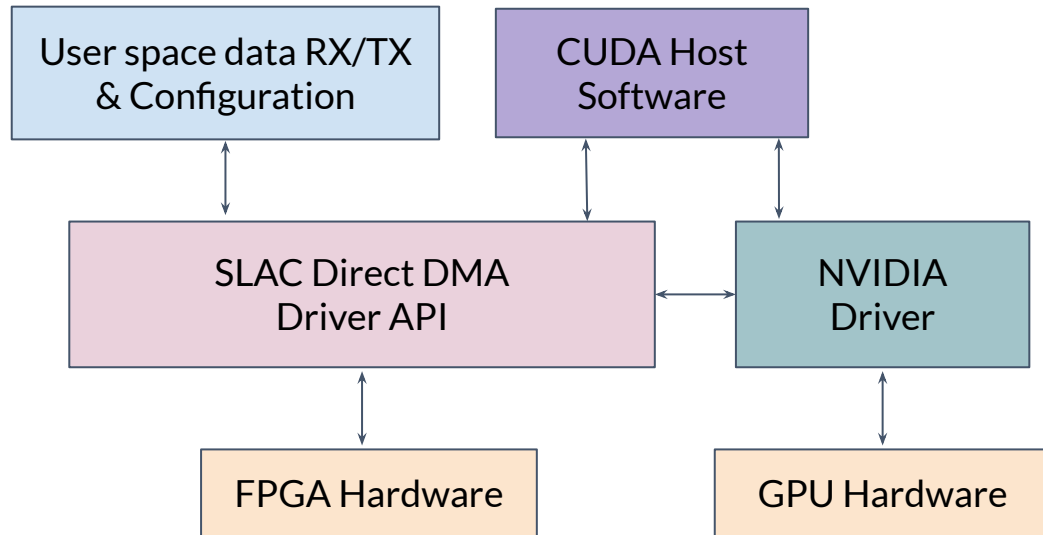 User space data RX/TX
& Configuration
CUDA Host
Software
SLAC Direct DMA
Driver API
NVIDIA
Driver
FPGA Hardware
GPU Hardware